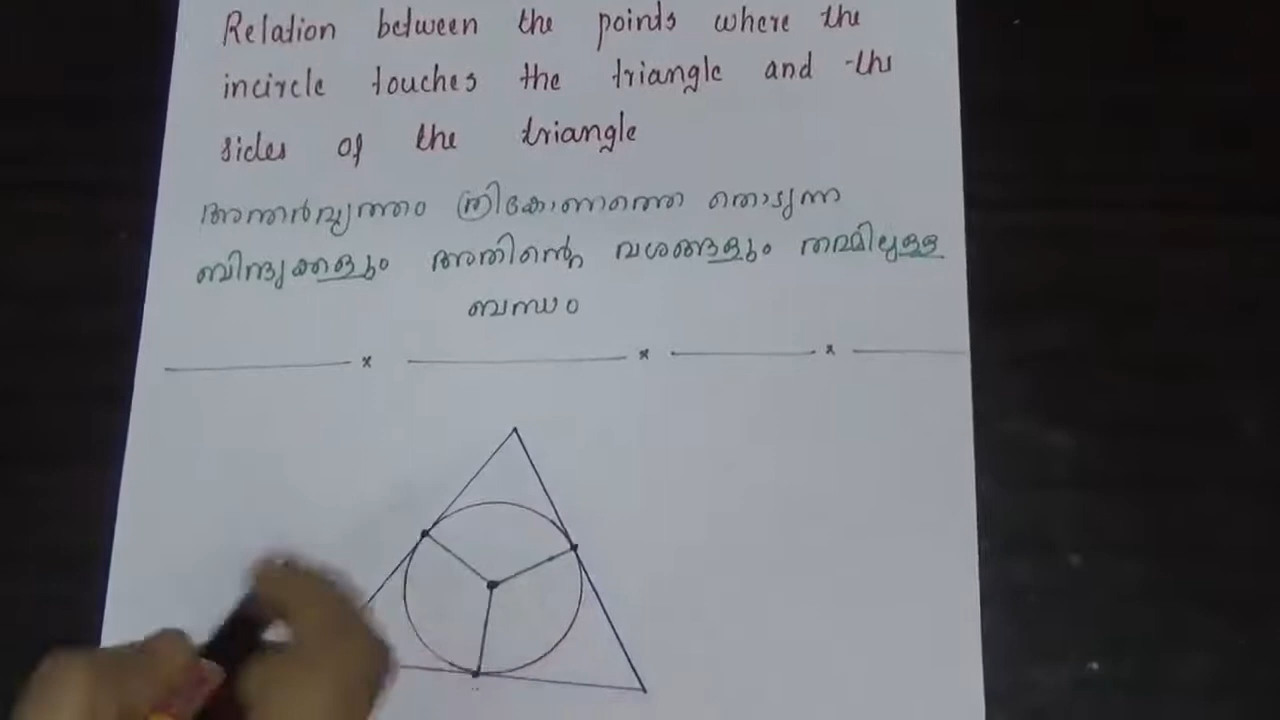 Relation between the points where the
incircle touches the triangle and the
sides of the triangle
അന്തർവൃത്തം ത്രികോണത്തെ തൊടുന്ന
ബിന്ദുക്കളും അതിന്റെ വശങ്ങളും തമ്മിലുള്ള
ബന്ധം